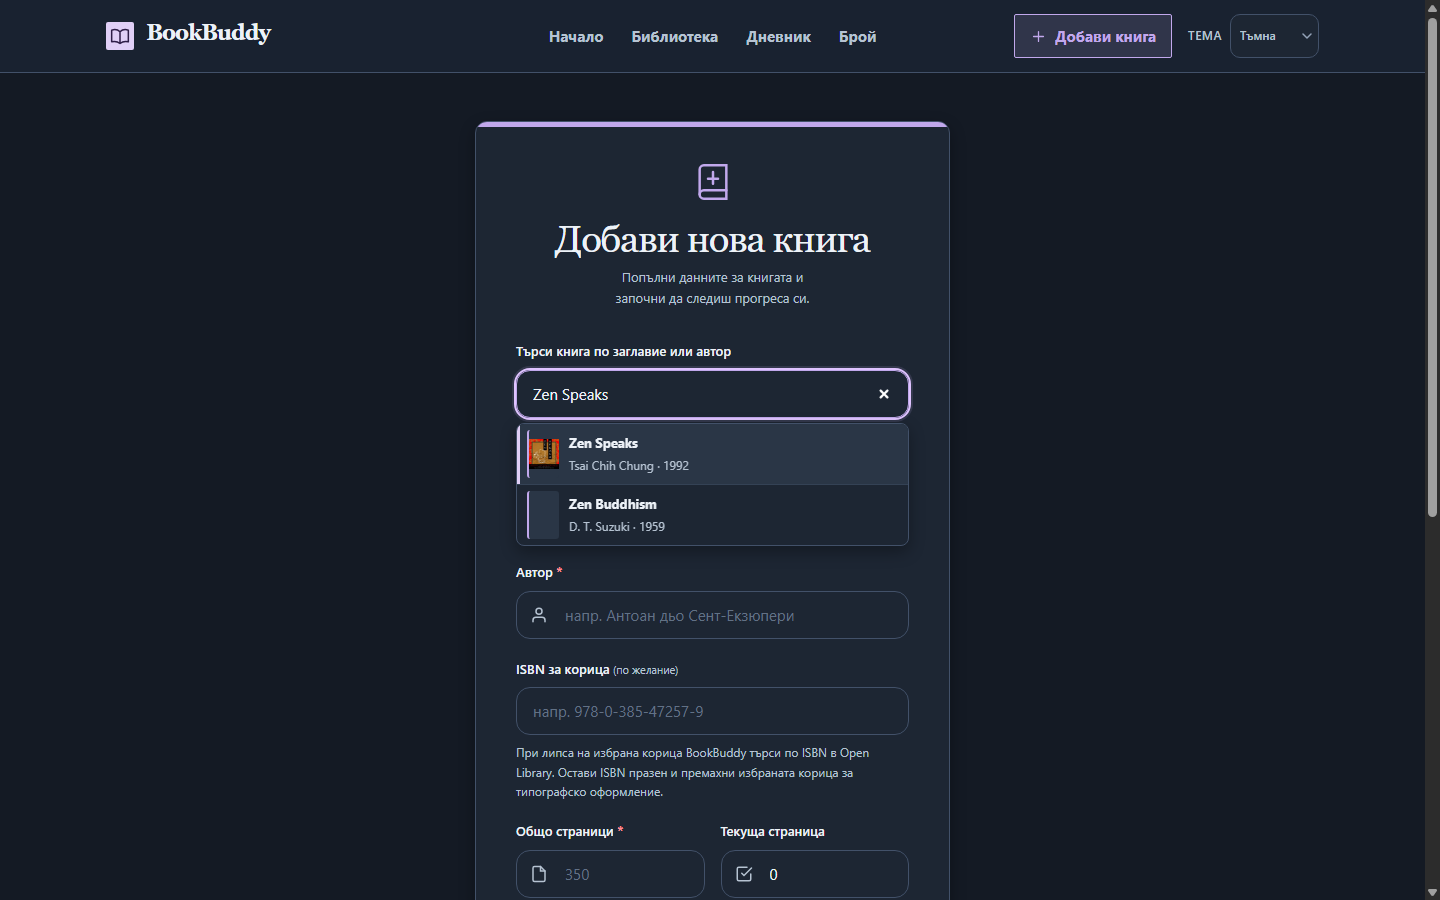 BookBuddy
Начало
Библиотека
Дневник
Брой
Добави книга
ТЕМА
Тъмна
Добави нова книга
Попълни данните за книгата и
започни да следиш прогреса си.
Търси книга по заглавие или автор
Zen Speaks
Zen Speaks
Tsai Chih Chung · 1992
Zen Buddhism
D. T. Suzuki · 1959
Автор *
напр. Антоан дьо Сент-Екзюпери
ISBN за корица (по желание)
напр. 978-0-385-47257-9
При липса на избрана корица BookBuddy търси по ISBN в Open
Library. Остави ISBN празен и премахни избраната корица за
типографско оформление.
Общо страници *
Текуща страница
350
0